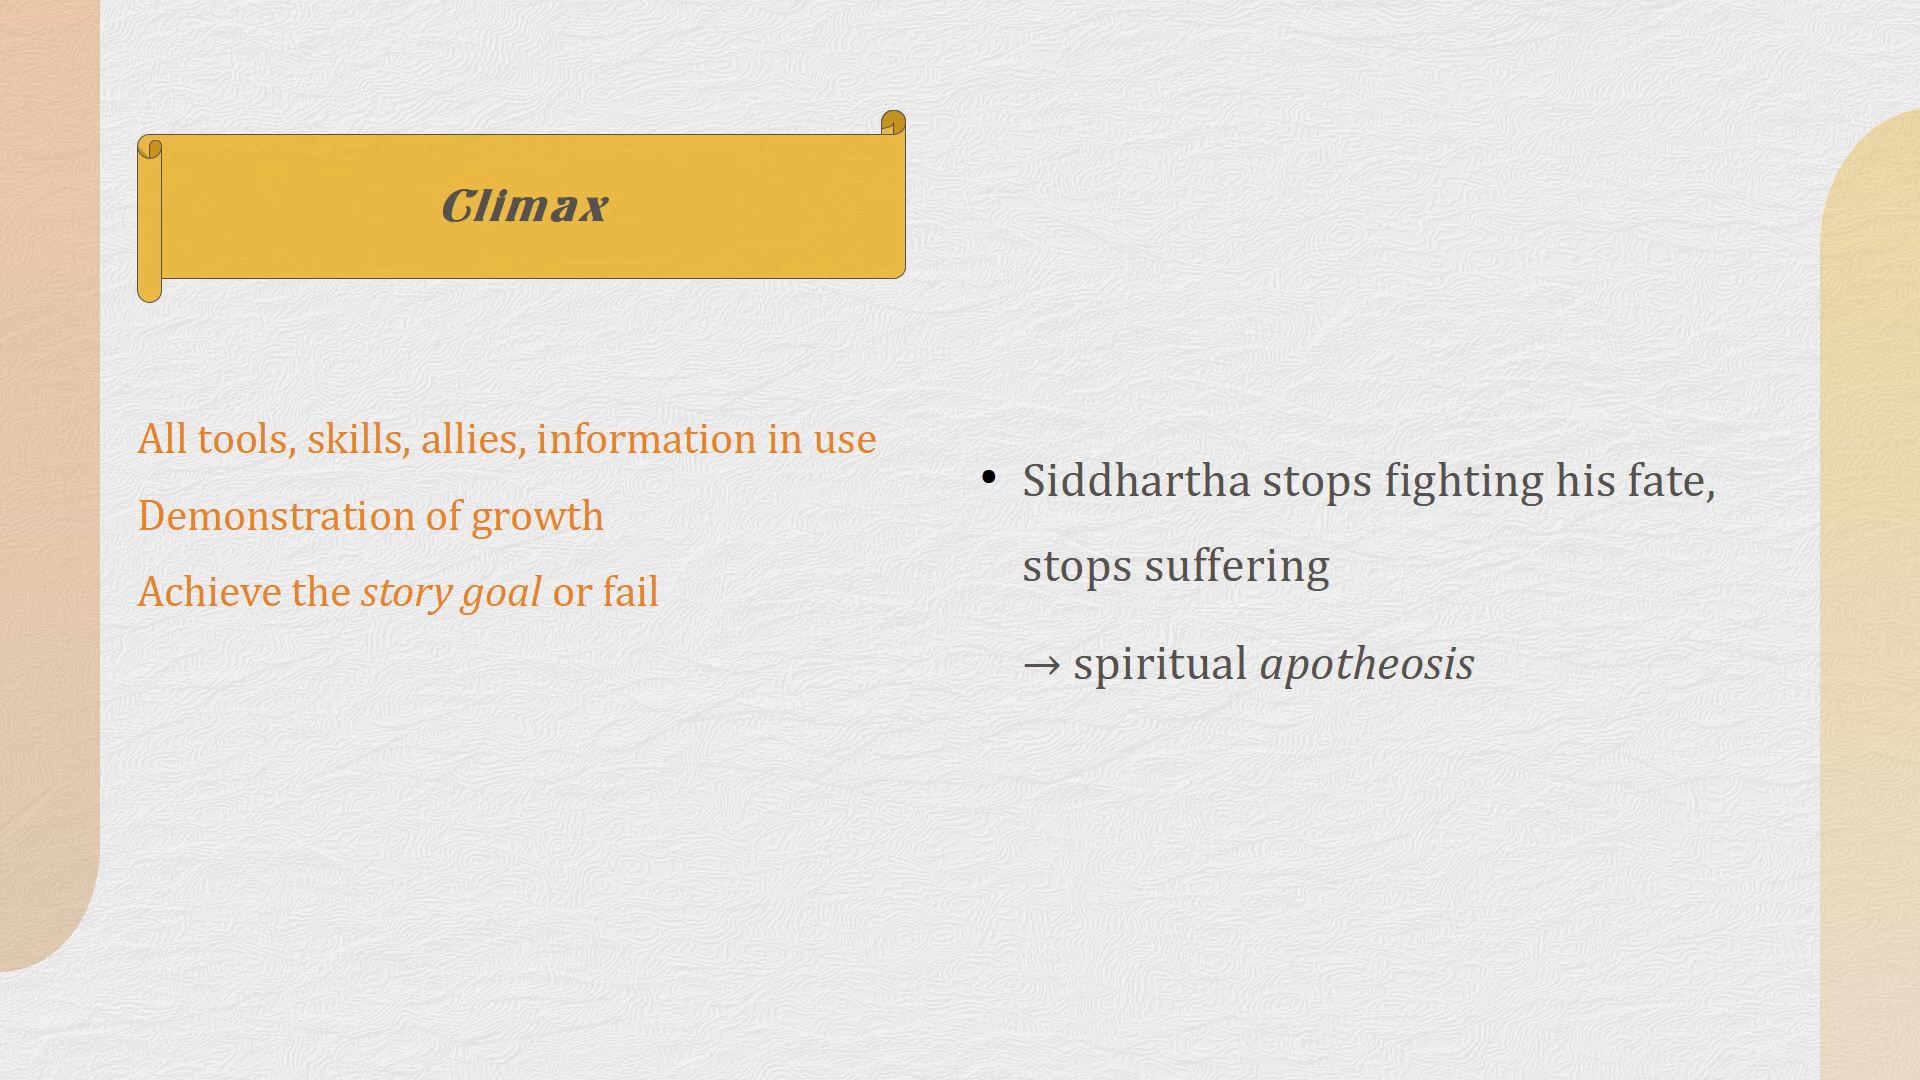 Climax
All tools, skills, allies, information in use
Demonstration of growth
Achieve the story goal or fail
• Siddhartha stops fighting his fate,
stops suffering
→ spiritual apotheosis